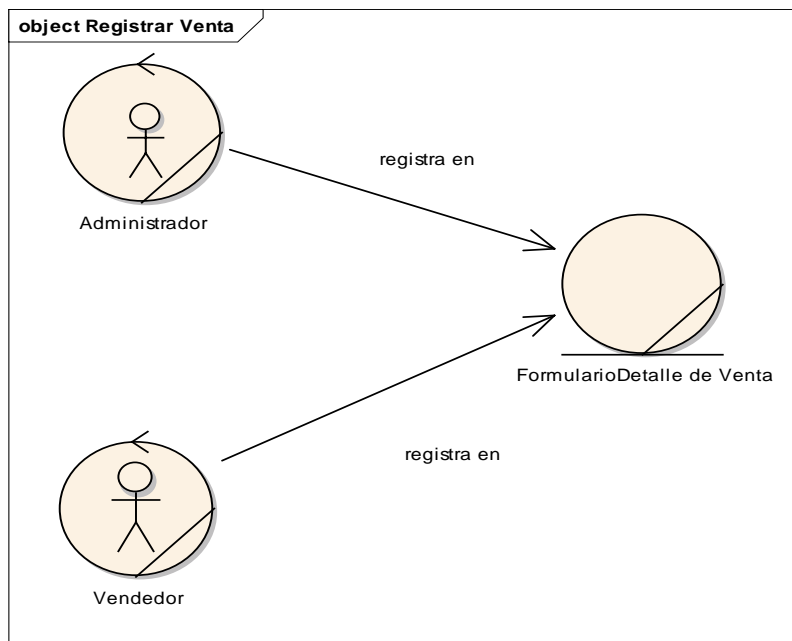 object Registrar Venta
registra en
Administrador
FormularioDetalle de Venta
registra en
Vendedor